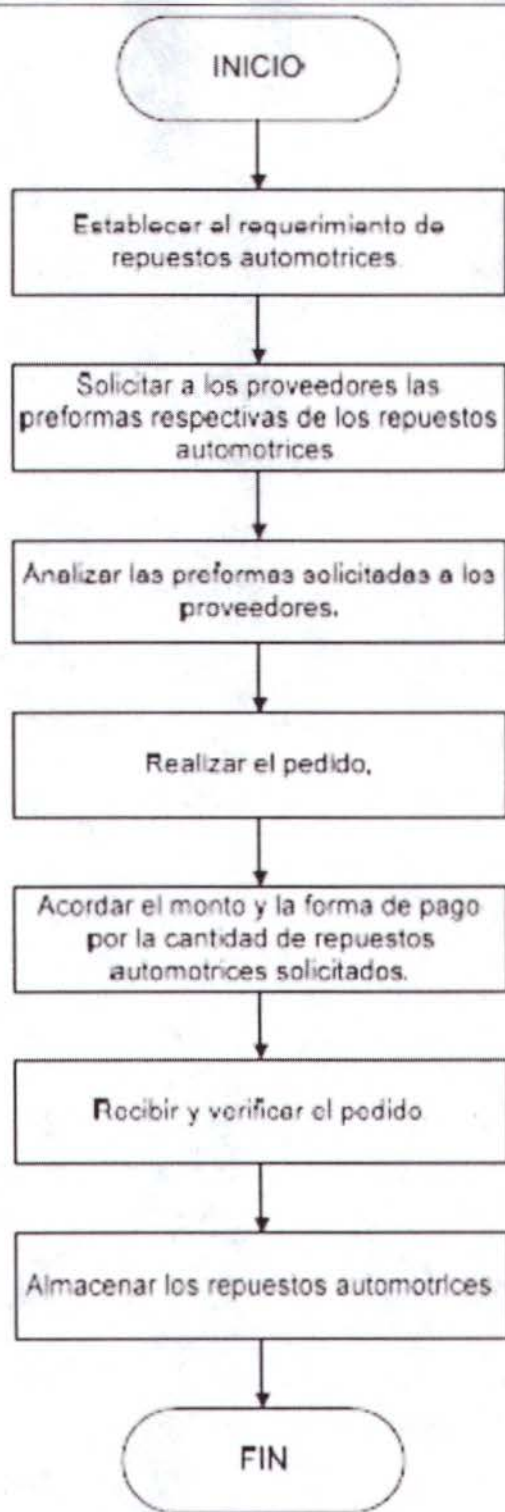 INICIO
Establecer el requerimiento de
repuestos automotrices
Solicitar a los proveedores las
preformas respectivas de los repuestos
automotrices
Analizar las preformas solicitadas a los
proveedores.
Realizar el pedido.
Acordar el monto y la forma de pago
por la cantidad de repuestos
automotrices solicitados.
Recibir y verificar el pedido
Almacenar los repuestos automotrices
FIN